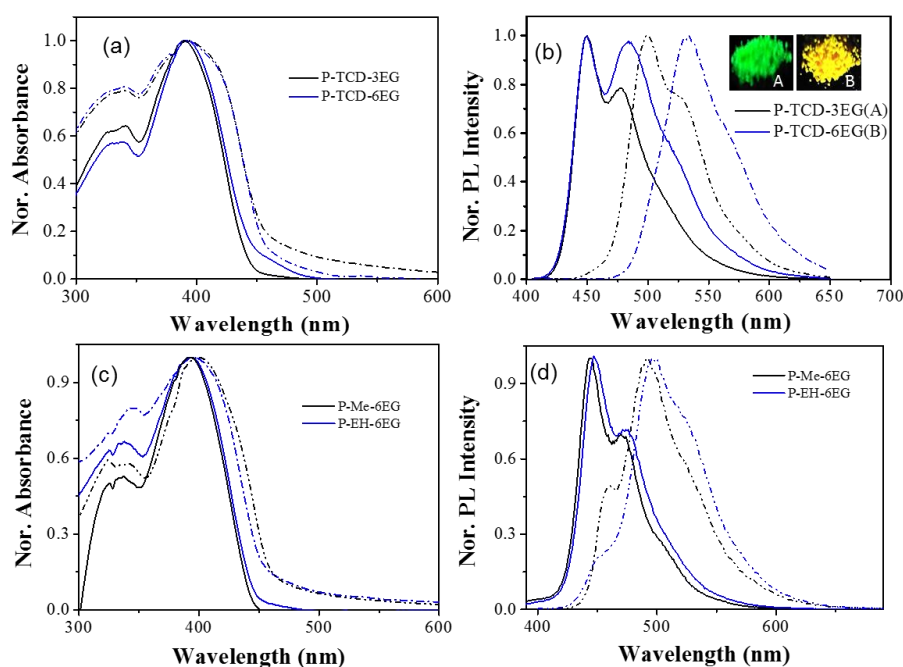 (a)
P-TCD-3EG
P-TCD-6EG
Nor. Absorbance
1.0
0.8
0.6
0.4
0.2
0.0
300
400
500
600
Wavelength (nm)
(b)
A
B
P-TCD-3EG(A)
P-TCD-6EG(B)
Nor. PL Intensity
1.0
0.8
0.6
0.4
0.2
0.0
400
450
500
550
600
650
700
Wavelength (nm)
(c)
P-Me-6EG
P-EH-6EG
Nor. Absorbance
0.9
0.6
0.3
0.0
300
400
500
600
Wavelength (nm)
(d)
P-Me-6EG
P-EH-6EG
Nor. PL Intensity
0.9
0.6
0.3
0.0
400
500
600
Wavelength (nm)